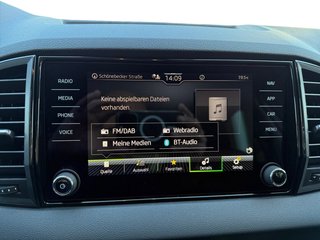 Schönebecker Straße 14:09 19.5°C
RADIO
MEDIA
PHONE
VOICE
Keine abspielbaren Dateien
vorhanden.
FM/DAB Webradio
Meine Medien BT-Audio
Quelle Auswahl Favoriten Details Setup
NAV
APP
CAR
MENU